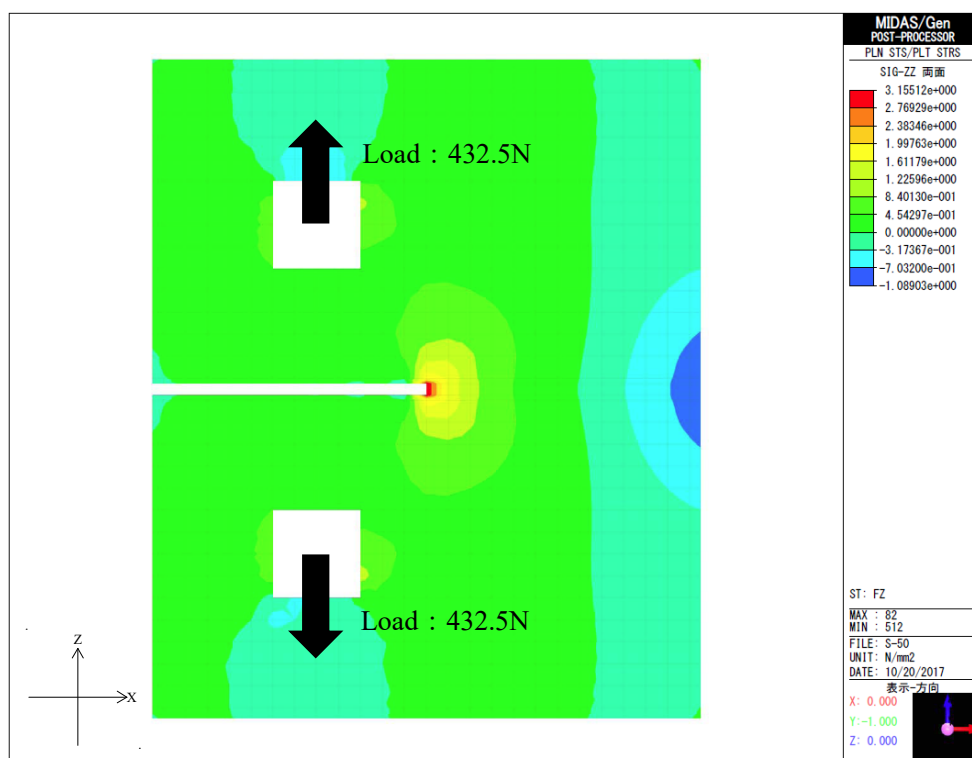 MIDAS/Gen
POST-PROCESSOR
PLN STS/PLT STRS
SIG-ZZ 両面
3.15512e+000
2.76929e+000
2.38346e+000
1.99763e+000
1.61179e+000
1.22596e+000
8.40130e-001
4.54297e-001
0.00000e+000
-3.17367e-001
-7.03200e-001
-1.08903e+000
Load : 432.5N
Load : 432.5N
Z
X
ST: FZ
MAX : 82
MIN : 512
FILE: S-50
UNIT: N/mm2
DATE: 10/20/2017
表示-方向
X: 0.000
Y:-1.000
Z: 0.000